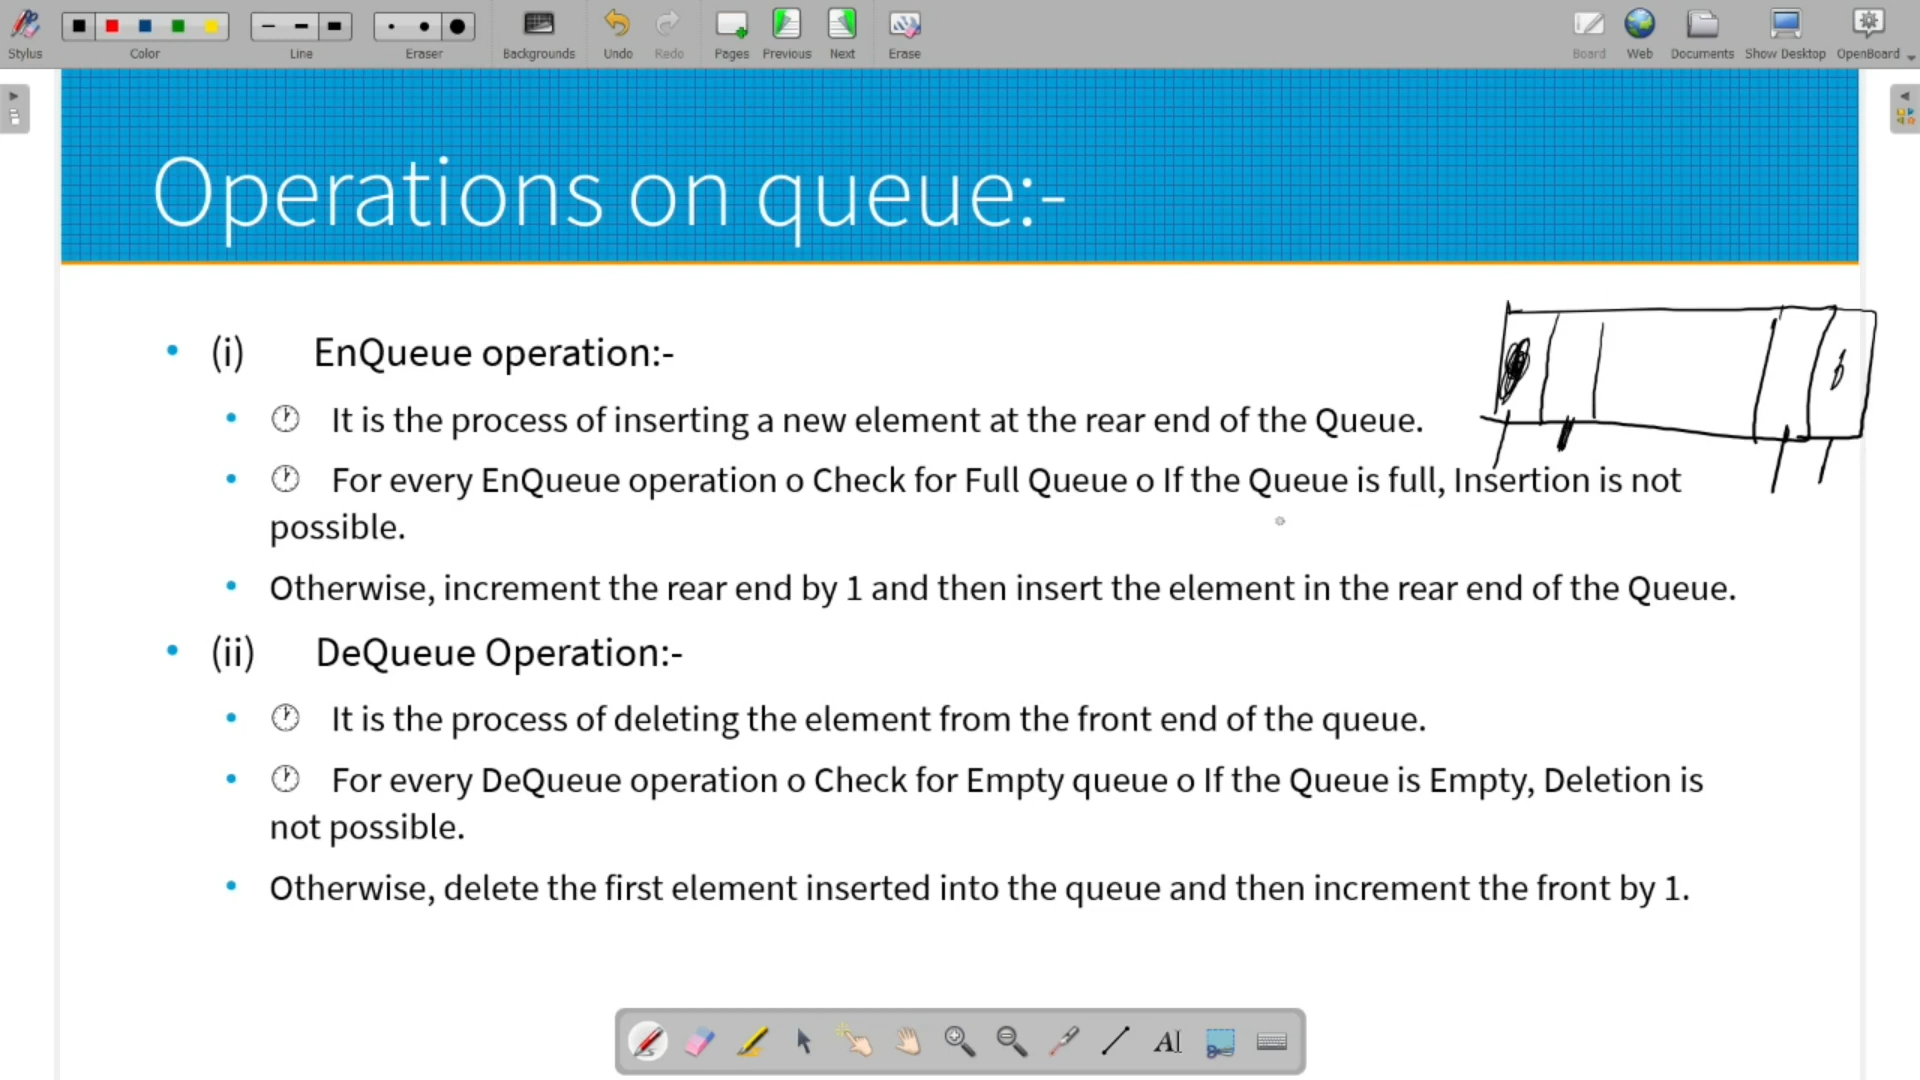 Stylus Color Line Eraser Backgrounds Undo Redo Pages Previous Next Erase Board Web Documents Show Desktop OpenBoard
Operations on queue:-
• (i) EnQueue operation:-
• It is the process of inserting a new element at the rear end of the Queue.
• For every EnQueue operation o Check for Full Queue o If the Queue is full, Insertion is not
possible.
• Otherwise, increment the rear end by 1 and then insert the element in the rear end of the Queue.
• (ii) DeQueue Operation:-
• It is the process of deleting the element from the front end of the queue.
• For every DeQueue operation o Check for Empty queue o If the Queue is Empty, Deletion is
not possible.
• Otherwise, delete the first element inserted into the queue and then increment the front by 1.
AI